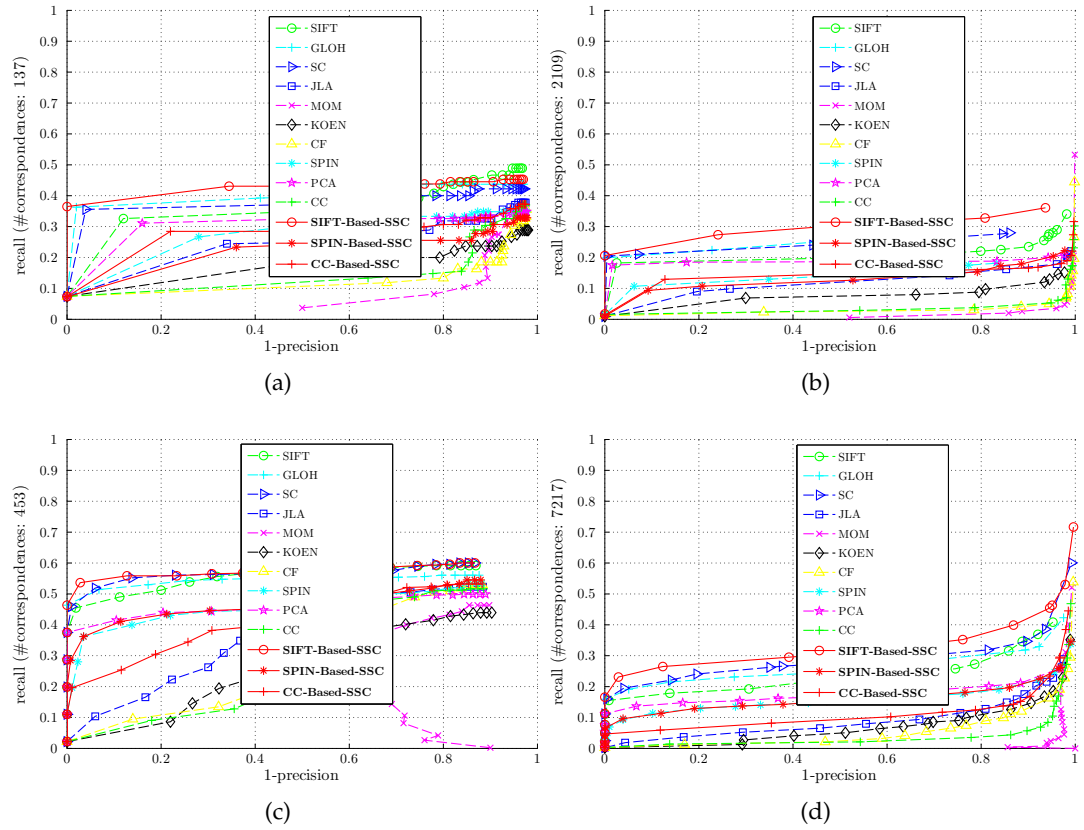 1
0.9
0.8
0.7
0.6
0.5
0.4
0.3
0.2
0.1
0
recall (#correspondences: 137)
0 0.2 0.4 0.6 0.8 1
1-precision
SIFT
GLOH
SC
JLA
MOM
KOEN
CF
SPIN
PCA
CC
SIFT-Based-SSC
SPIN-Based-SSC
CC-Based-SSC
(a)
1
0.9
0.8
0.7
0.6
0.5
0.4
0.3
0.2
0.1
0
recall (#correspondences: 2109)
0 0.2 0.4 0.6 0.8 1
1-precision
SIFT
GLOH
SC
JLA
MOM
KOEN
CF
SPIN
PCA
CC
SIFT-Based-SSC
SPIN-Based-SSC
CC-Based-SSC
(b)
1
0.9
0.8
0.7
0.6
0.5
0.4
0.3
0.2
0.1
0
recall (#correspondences: 453)
0 0.2 0.4 0.6 0.8 1
1-precision
SIFT
GLOH
SC
JLA
MOM
KOEN
CF
SPIN
PCA
CC
SIFT-Based-SSC
SPIN-Based-SSC
CC-Based-SSC
(c)
1
0.9
0.8
0.7
0.6
0.5
0.4
0.3
0.2
0.1
0
recall (#correspondences: 7217)
0 0.2 0.4 0.6 0.8 1
1-precision
SIFT
GLOH
SC
JLA
MOM
KOEN
CF
SPIN
PCA
CC
SIFT-Based-SSC
SPIN-Based-SSC
CC-Based-SSC
(d)